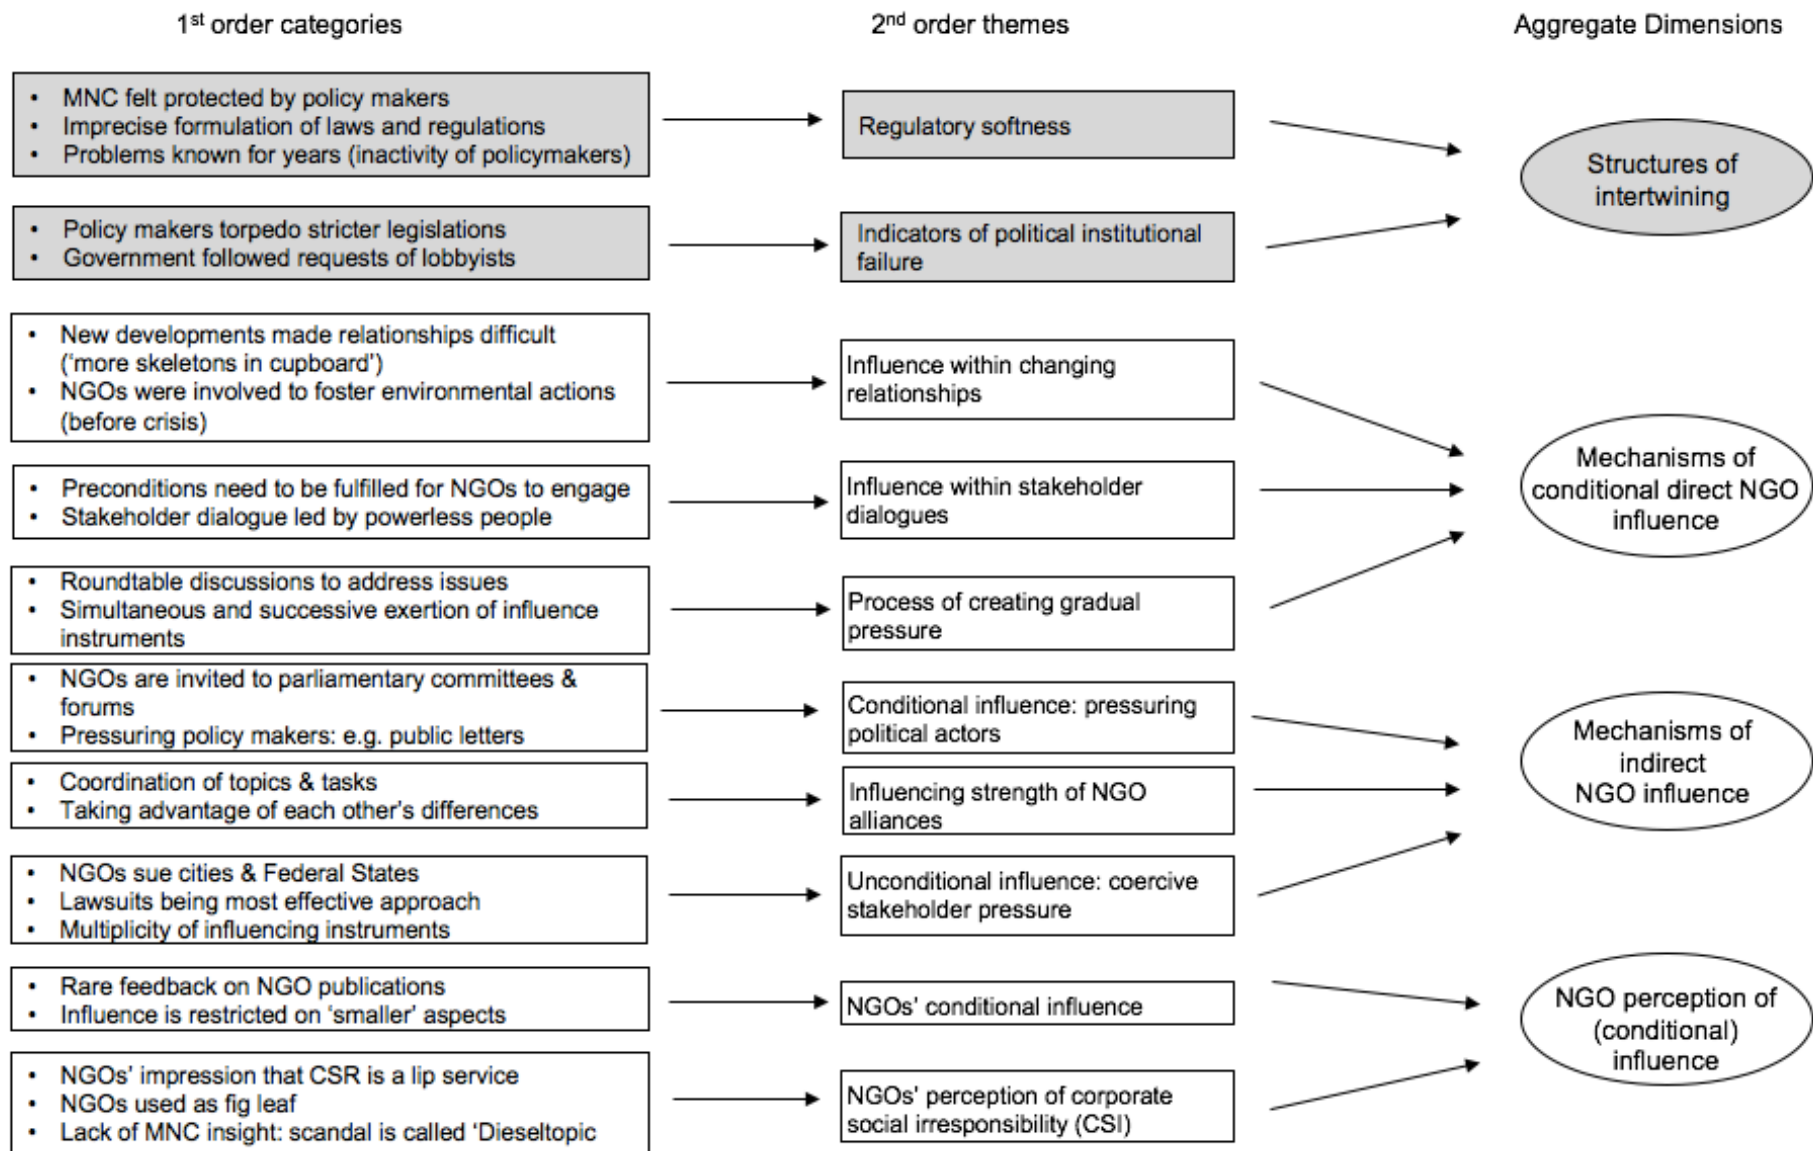 1st order categories
2nd order themes
Aggregate Dimensions
• MNC felt protected by policy makers
• Imprecise formulation of laws and regulations
• Problems known for years (inactivity of policymakers)
Regulatory softness
Structures of
intertwining
• Policy makers torpedo stricter legislations
• Government followed requests of lobbyists
Indicators of political institutional
failure
• New developments made relationships difficult
(‘more skeletons in cupboard’)
• NGOs were involved to foster environmental actions
(before crisis)
Influence within changing
relationships
• Preconditions need to be fulfilled for NGOs to engage
• Stakeholder dialogue led by powerless people
Influence within stakeholder
dialogues
Mechanisms of
conditional direct NGO
influence
• Roundtable discussions to address issues
• Simultaneous and successive exertion of influence
instruments
Process of creating gradual
pressure
• NGOs are invited to parliamentary committees &
forums
• Pressuring policy makers: e.g. public letters
Conditional influence: pressuring
political actors
• Coordination of topics & tasks
• Taking advantage of each other’s differences
Influencing strength of NGO
alliances
Mechanisms of
indirect
NGO influence
• NGOs sue cities & Federal States
• Lawsuits being most effective approach
• Multiplicity of influencing instruments
Unconditional influence: coercive
stakeholder pressure
• Rare feedback on NGO publications
• Influence is restricted on ‘smaller’ aspects
NGOs’ conditional influence
NGO perception of
(conditional)
influence
• NGOs’ impression that CSR is a lip service
• NGOs used as fig leaf
• Lack of MNC insight: scandal is called ‘Dieseltopic
NGOs’ perception of corporate
social irresponsibility (CSI)